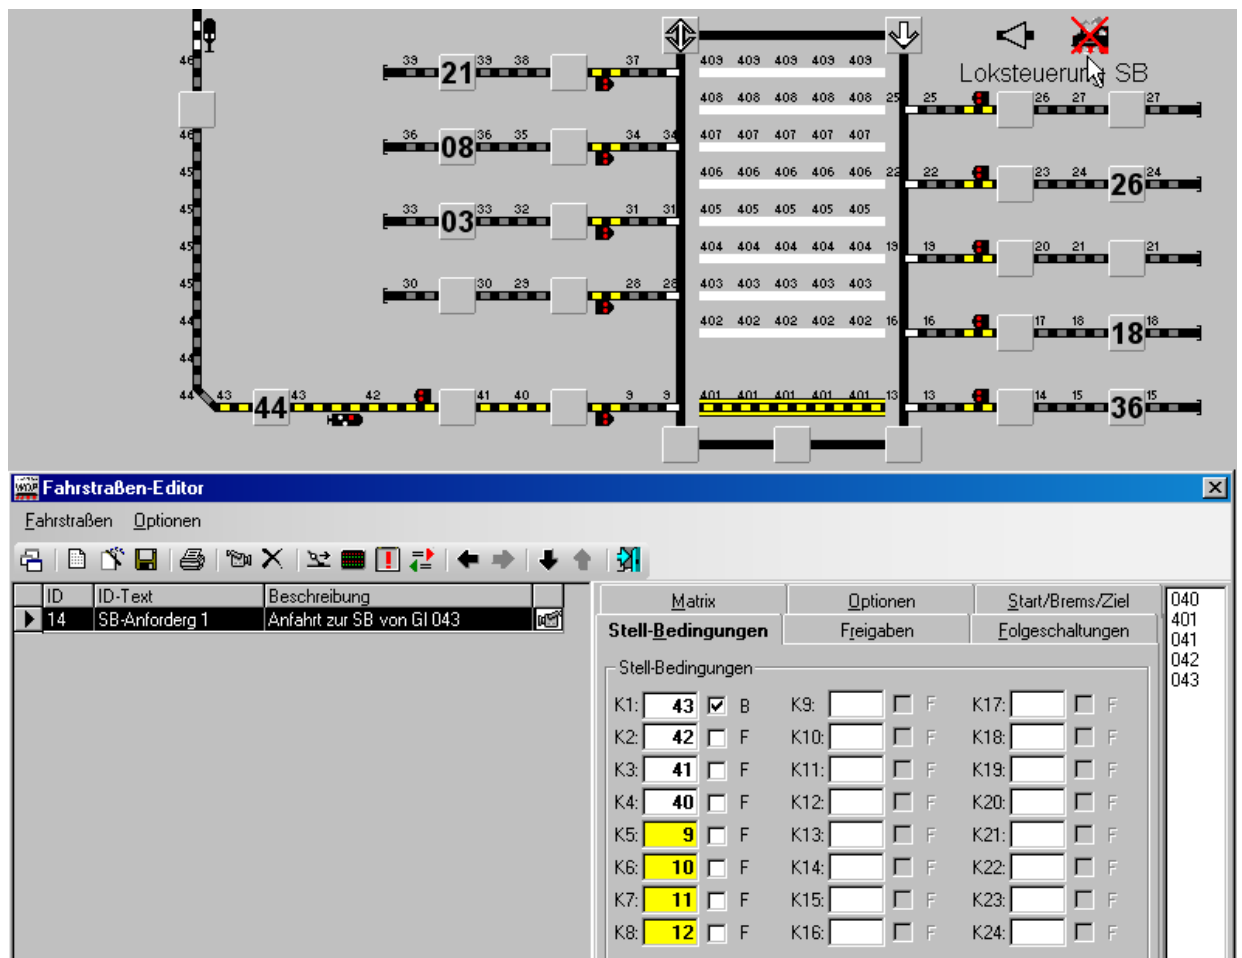 46
39 39 38 37 409 409 409 409 409
21
Loksteuerung SB
408 408 408 408 408 25 25 26 27 27
46 36 36 35 34 34 407 407 407 407 407
08
45 406 406 406 406 406 22 22 23 24 24
26
45 33 33 32 31 31 405 405 405 405 405
03
45 404 404 404 404 404 19 19 20 21 21
45 30 30 29 28 28 403 403 403 403 403
44 402 402 402 402 402 16 16 17 18 18
18
44
44 43 43 42 41 40 9 9 401 401 401 401 401 13 13 14 15 15
44 36
Fahrstraßen-Editor
Fahrstraßen Optionen
ID ID-Text Beschreibung
14 SB-Anforderg 1 Anfahrt zur SB von Gl 043
Matrix Optionen Start/Brems/Ziel
Stell-Bedingungen Freigaben Folgeschaltungen
040
401
041
042
043
Stell-Bedingungen
K1: 43 B K9: F K17: F
K2: 42 F K10: F K18: F
K3: 41 F K11: F K19: F
K4: 40 F K12: F K20: F
K5: 9 F K13: F K21: F
K6: 10 F K14: F K22: F
K7: 11 F K15: F K23: F
K8: 12 F K16: F K24: F